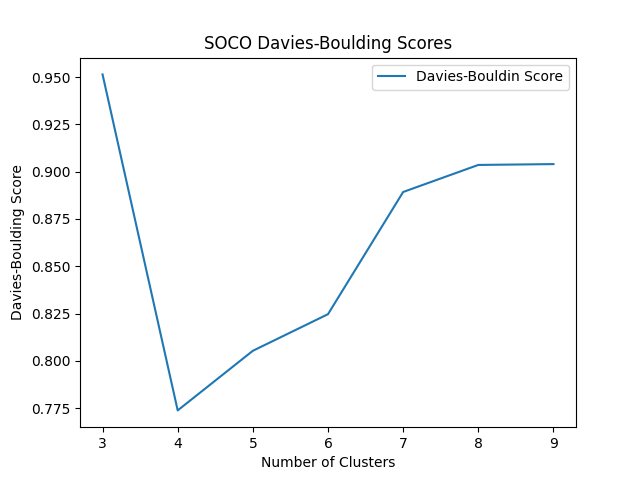 SOCO Davies-Boulding Scores
Davies-Bouldin Score
Davies-Boulding Score
0.950
0.925
0.900
0.875
0.850
0.825
0.800
0.775
3 4 5 6 7 8 9
Number of Clusters